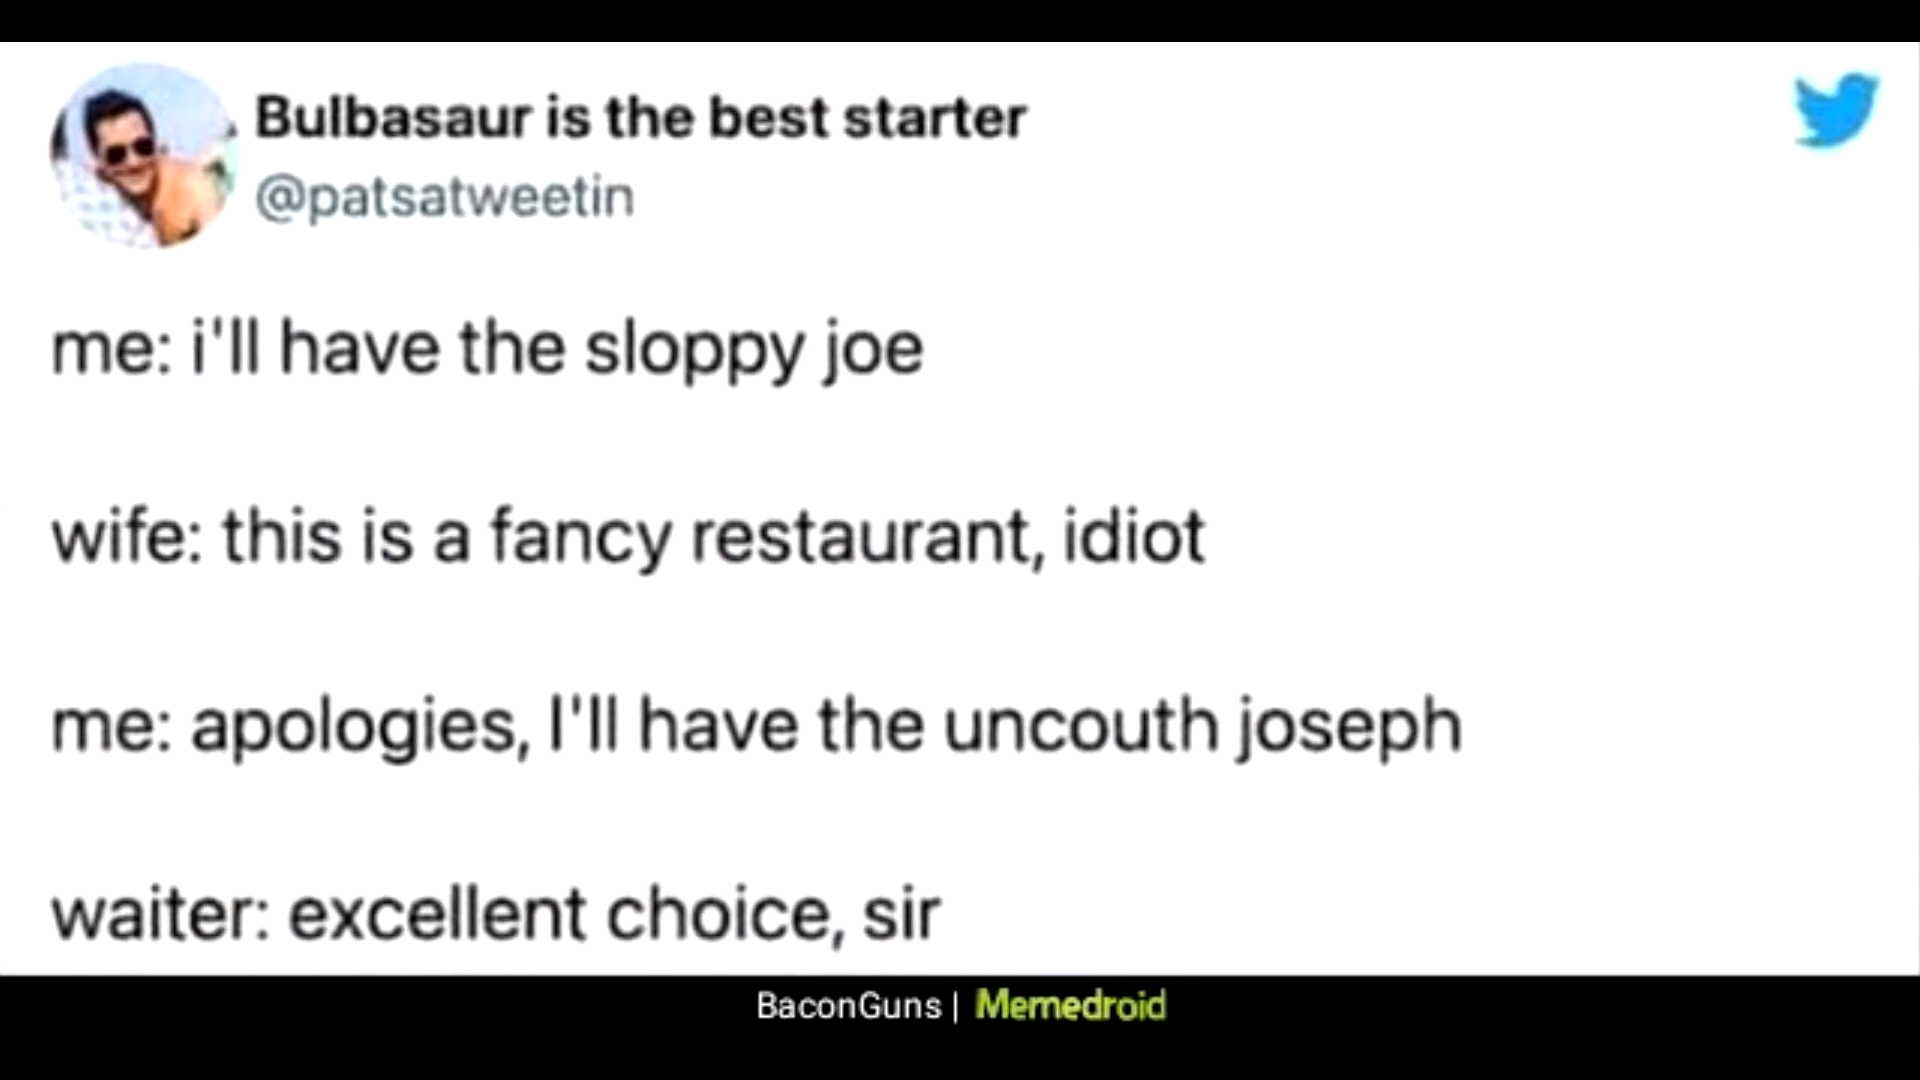 Bulbasaur is the best starter
@patsatweetin
me: i'll have the sloppy joe
wife: this is a fancy restaurant, idiot
me: apologies, I'll have the uncouth joseph
waiter: excellent choice, sir
BaconGuns | Memedroid